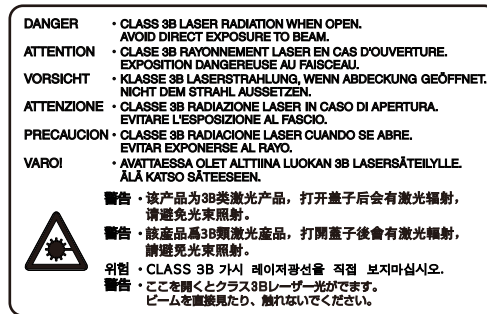 DANGER · CLASS 3B LASER RADIATION WHEN OPEN.
AVOID DIRECT EXPOSURE TO BEAM.
ATTENTION · CLASE 3B RAYONNEMENT LASER EN CAS D'OUVERTURE.
EXPOSITION DANGEREUSE AU FAISCEAU.
VORSICHT · KLASSE 3B LASERSTRAHLUNG, WENN ABDECKUNG GEÖFFNET.
NICHT DEM STRAHL AUSSETZEN.
ATTENZIONE · CLASSE 3B RADIAZIONE LASER IN CASO DI APERTURA.
EVITARE L'ESPOSIZIONE AL FASCIO.
PRECAUCION · CLASSE 3B RADIACIONE LASER CUANDO SE ABRE.
EVITAR EXPONERSE AL RAYO.
VARO! · AVATTAESSA OLET ALTTIINA LUOKAN 3B LASERSÄTEILYLLE.
ÄLÄ KATSO SÄTEESEEN.
警告 · 该产品为3B类激光产品，打开盖子后会有激光辐射，
请避免光束照射。
警告 · 該産品爲3B類激光産品，打開蓋子後會有激光輻射，
請避免光束照射。
위험 · CLASS 3B 가시 레이저광선을 직접 보지마십시오.
警告 · ここを開くとクラス3Bレーザー光がでます。
ビームを直接見たり、触れないでください。